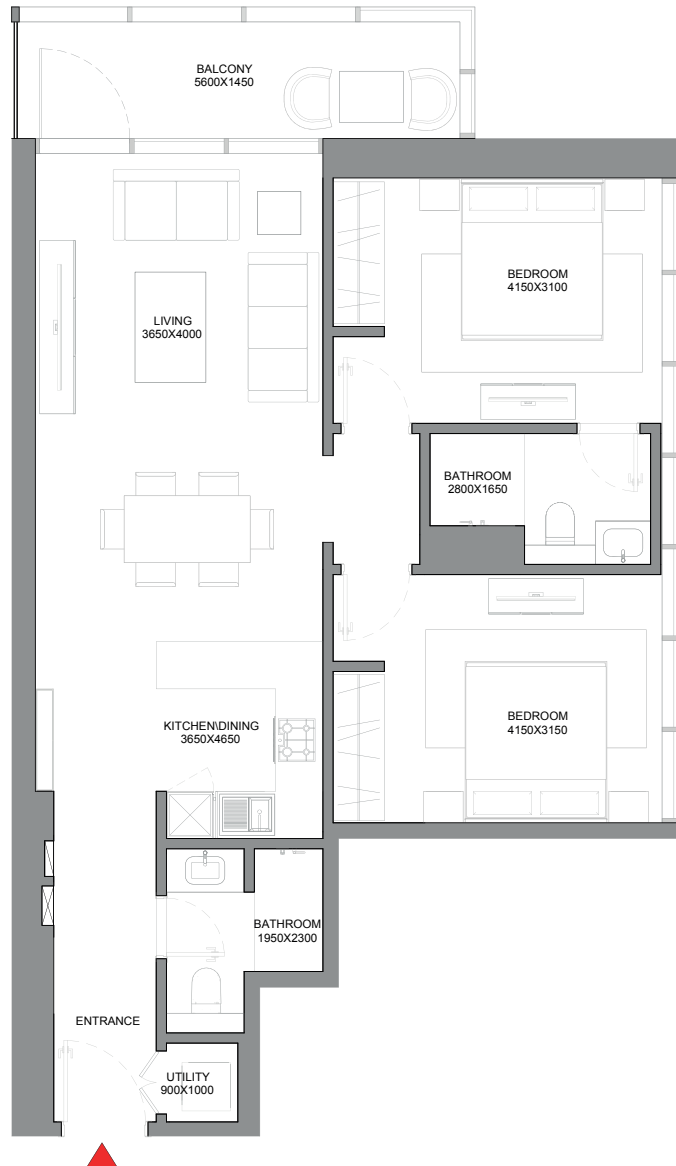 BALCONY
5600X1450
BEDROOM
4150X3100
LIVING
3650X4000
BATHROOM
2800X1650
BEDROOM
4150X3150
KITCHEN\DINING
3650X4650
BATHROOM
1950X2300
ENTRANCE
UTILITY
900X1000